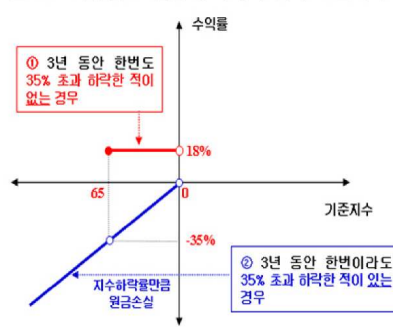 수익률
① 3년 동안 한번도
35% 초과 하락한 적이
없는 경우
18%
65
0
기준지수
-35%
지수하락률만큼
원금손실
② 3년 동안 한번이라도
35% 초과 하락한 적이 있는
경우